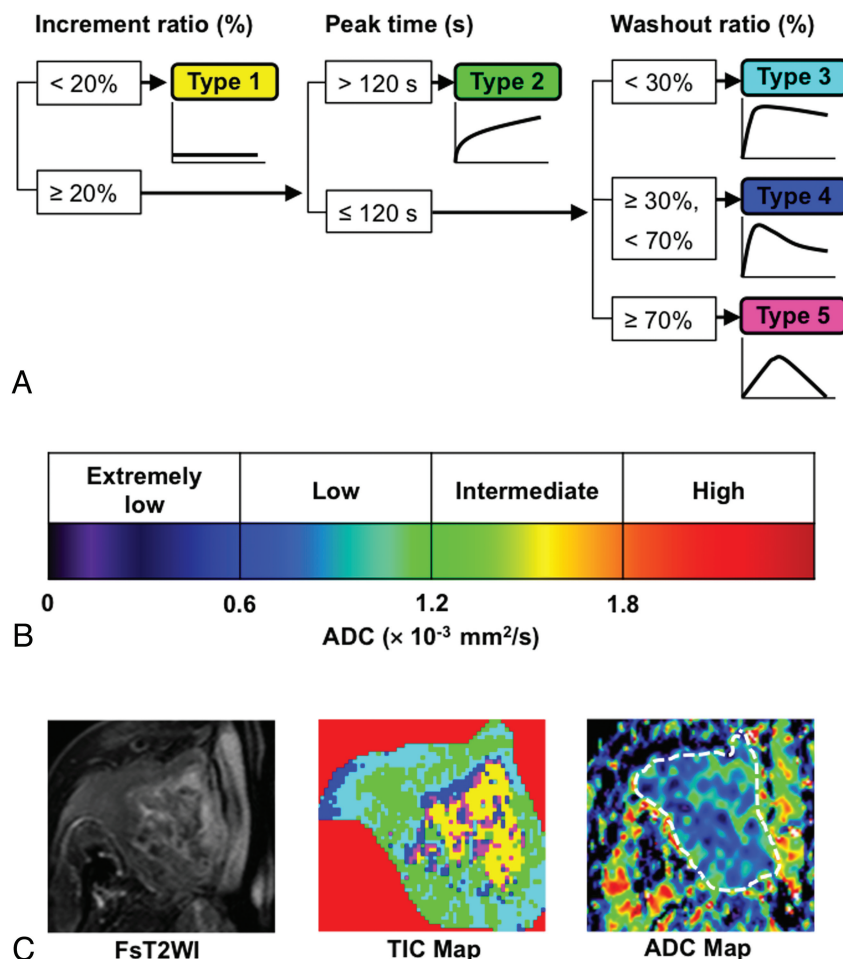 Increment ratio (%) Peak time (s) Washout ratio (%)
< 20% Type 1 > 120 s Type 2 < 30% Type 3
≥ 20% ≤ 120 s ≥ 30%, Type 4
< 70%
≥ 70% Type 5
A
Extremely
low Low Intermediate High
0 0.6 1.2 1.8
ADC (× 10⁻³ mm²/s)
B
C FsT2WI TIC Map ADC Map